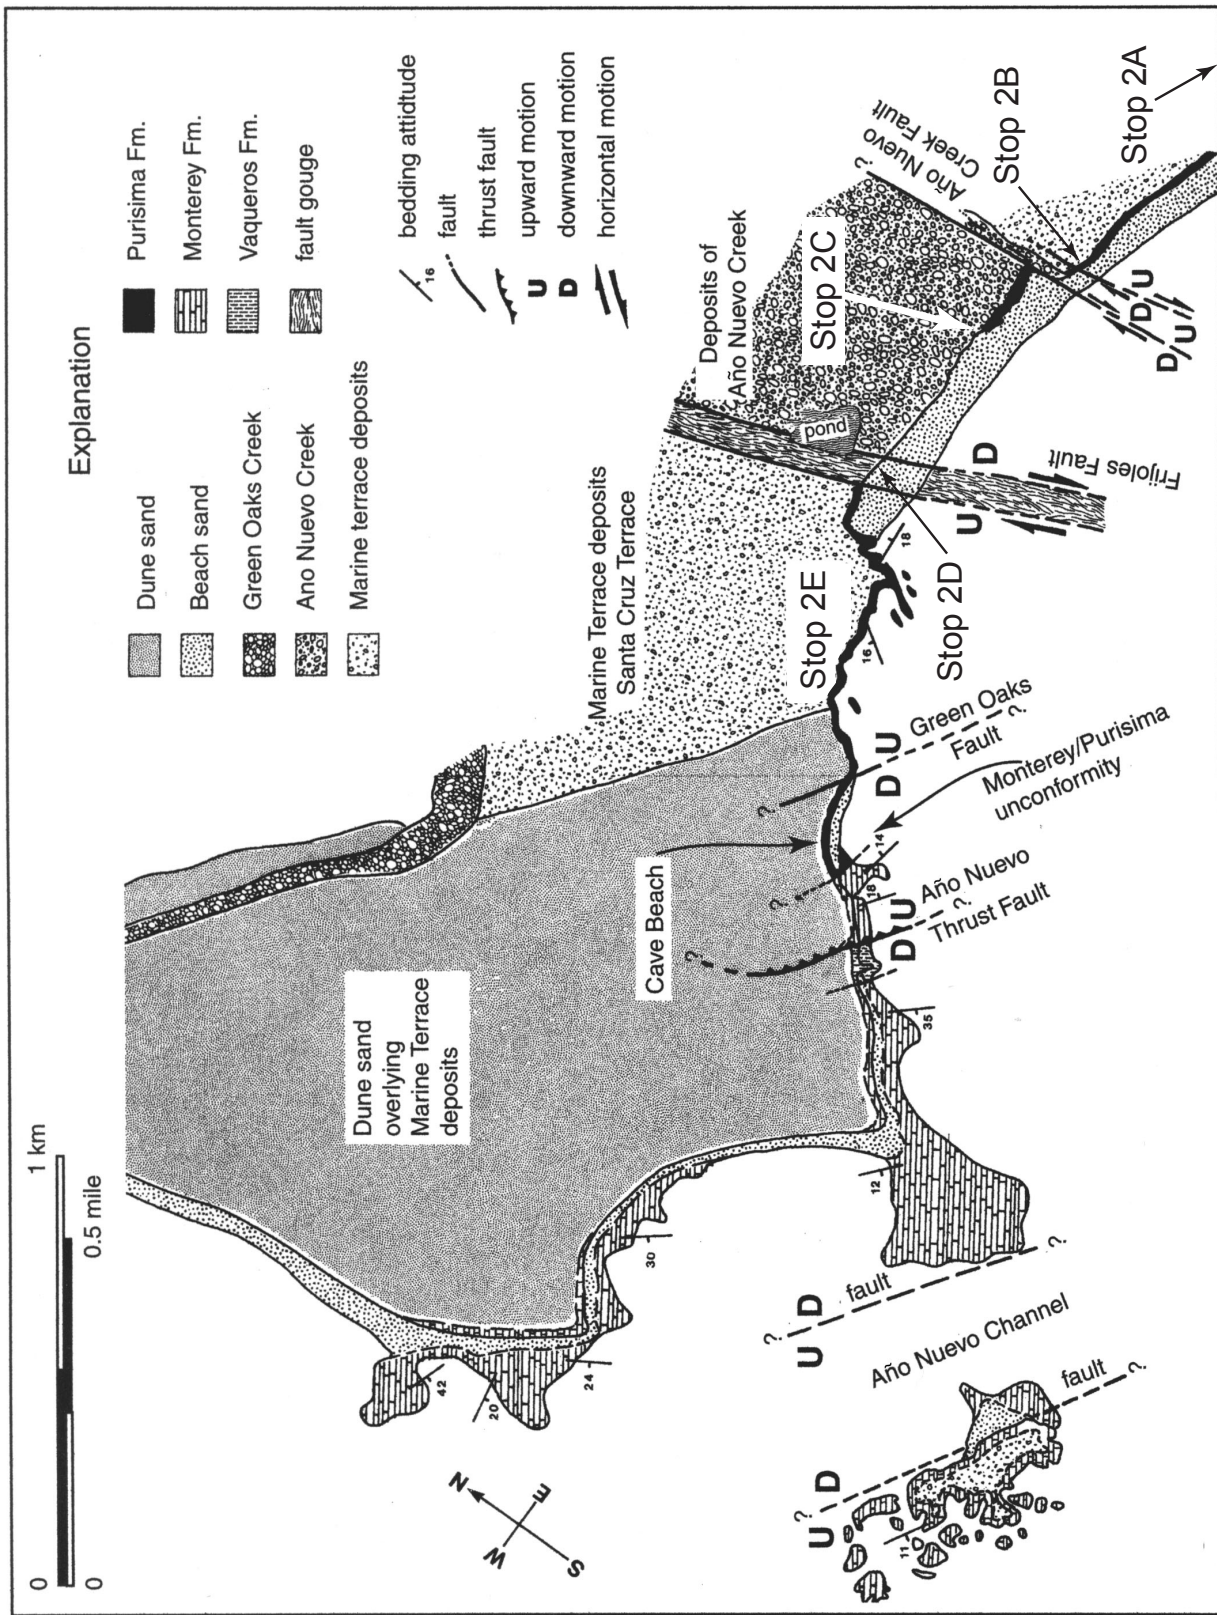 Explanation
Dune sand
Beach sand
Green Oaks Creek
Ano Nuevo Creek
Marine terrace deposits
Purisima Fm.
Monterey Fm.
Vaqueros Fm.
fault gouge
16
bedding attidtude
fault
thrust fault
U
upward motion
D
downward motion
horizontal motion
0
1 km
0
0.5 mile
N
E
W
S
Dune sand
overlying
Marine Terrace
deposits
Marine Terrace deposits
Santa Cruz Terrace
Deposits of
Año Nuevo Creek
pond
Cave Beach
Stop 2A
Stop 2B
Stop 2C
Stop 2D
Stop 2E
?
Año Nuevo
Creek Fault
D
U
D/U
U
D
Frijoles Fault
18
16
?
D
U
Green Oaks
Fault
?
Monterey/Purisima
unconformity
?
14
18
?
D
U
Año Nuevo
Thrust Fault
?
35
12
30
24
20
42
?
U
D
fault
?
Año Nuevo Channel
?
U
D
fault
?
11